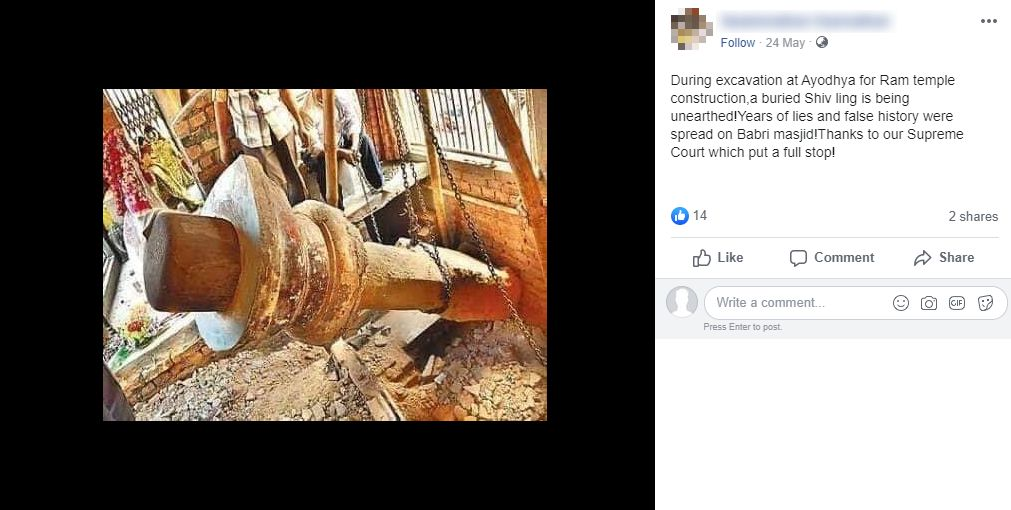 Follow · 24 May ·
During excavation at Ayodhya for Ram temple
construction,a buried Shiv ling is being
unearthed!Years of lies and false history were
spread on Babri masjid!Thanks to our Supreme
Court which put a full stop!
14
2 shares
Like
Comment
Share
Write a comment...
GIF
Press Enter to post.